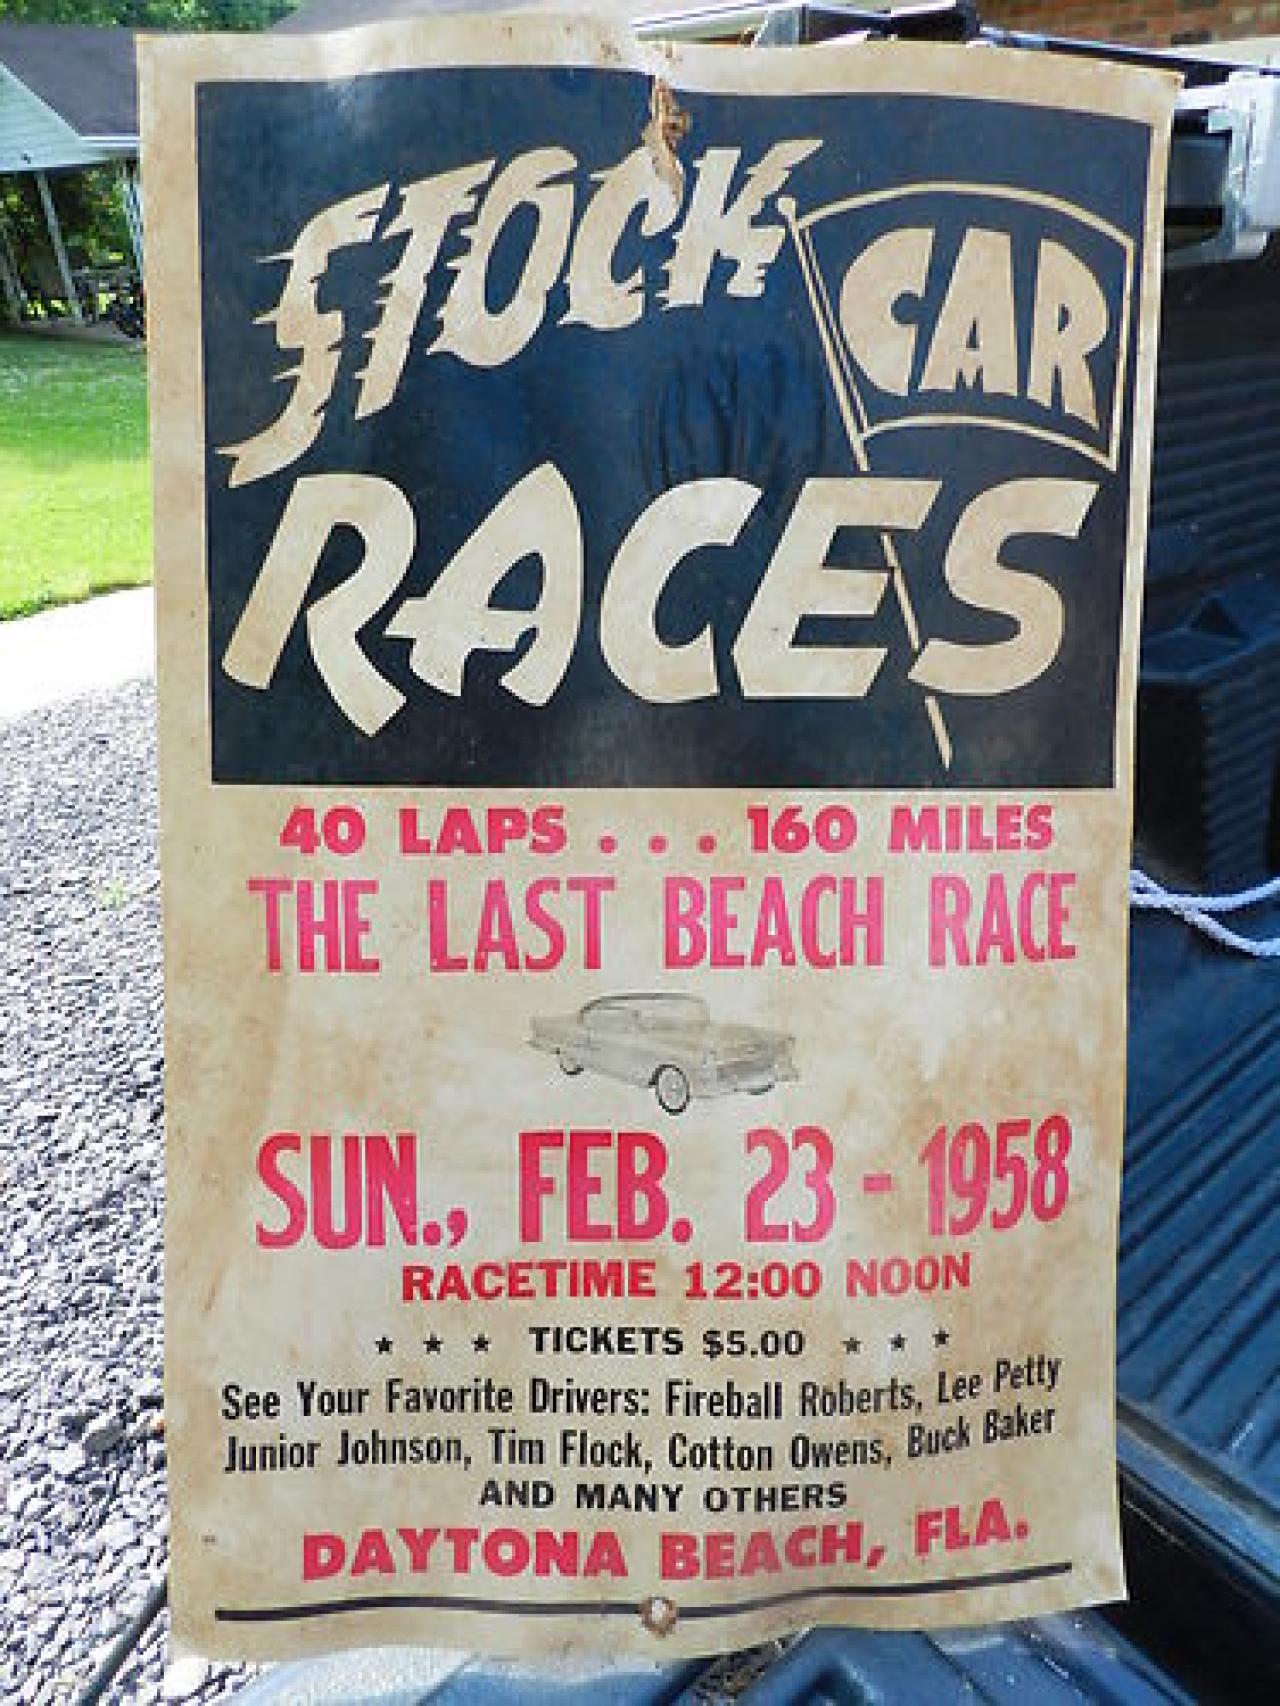 STOCK CAR
RACES
40 LAPS . . . 160 MILES
THE LAST BEACH RACE
SUN., FEB. 23 - 1958
RACETIME 12:00 NOON
★ ★ ★ TICKETS $5.00 ★ ★ ★
See Your Favorite Drivers: Fireball Roberts, Lee Petty
Junior Johnson, Tim Flock, Cotton Owens, Buck Baker
AND MANY OTHERS
DAYTONA BEACH, FLA.